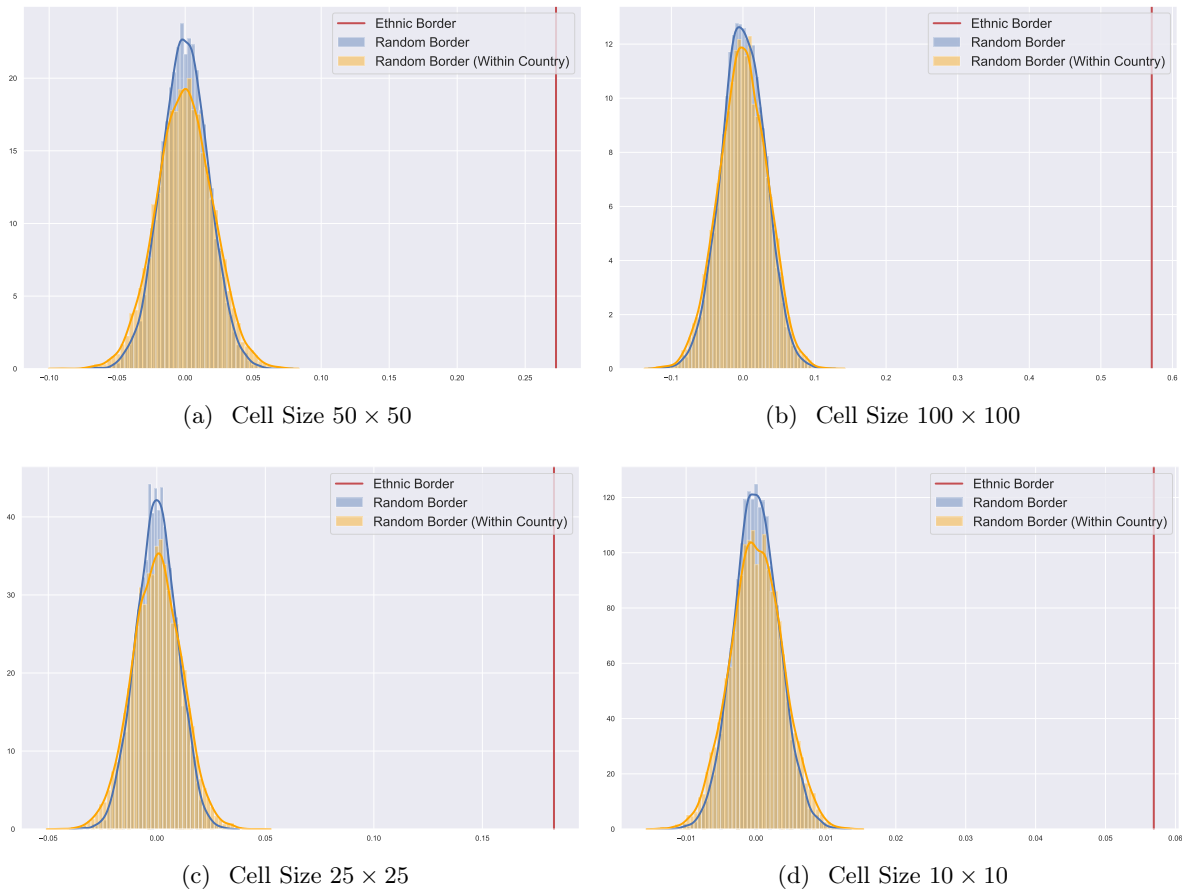 Ethnic Border
Random Border
Random Border (Within Country)
20
15
10
5
0
−0.10 −0.05 0.00 0.05 0.10 0.15 0.20 0.25
(a) Cell Size 50 × 50
Ethnic Border
Random Border
Random Border (Within Country)
12
10
8
6
4
2
0
−0.1 0.0 0.1 0.2 0.3 0.4 0.5 0.6
(b) Cell Size 100 × 100
Ethnic Border
Random Border
Random Border (Within Country)
40
30
20
10
0
−0.05 0.00 0.05 0.10 0.15
(c) Cell Size 25 × 25
Ethnic Border
Random Border
Random Border (Within Country)
120
100
80
60
40
20
0
−0.01 0.00 0.01 0.02 0.03 0.04 0.05 0.06
(d) Cell Size 10 × 10